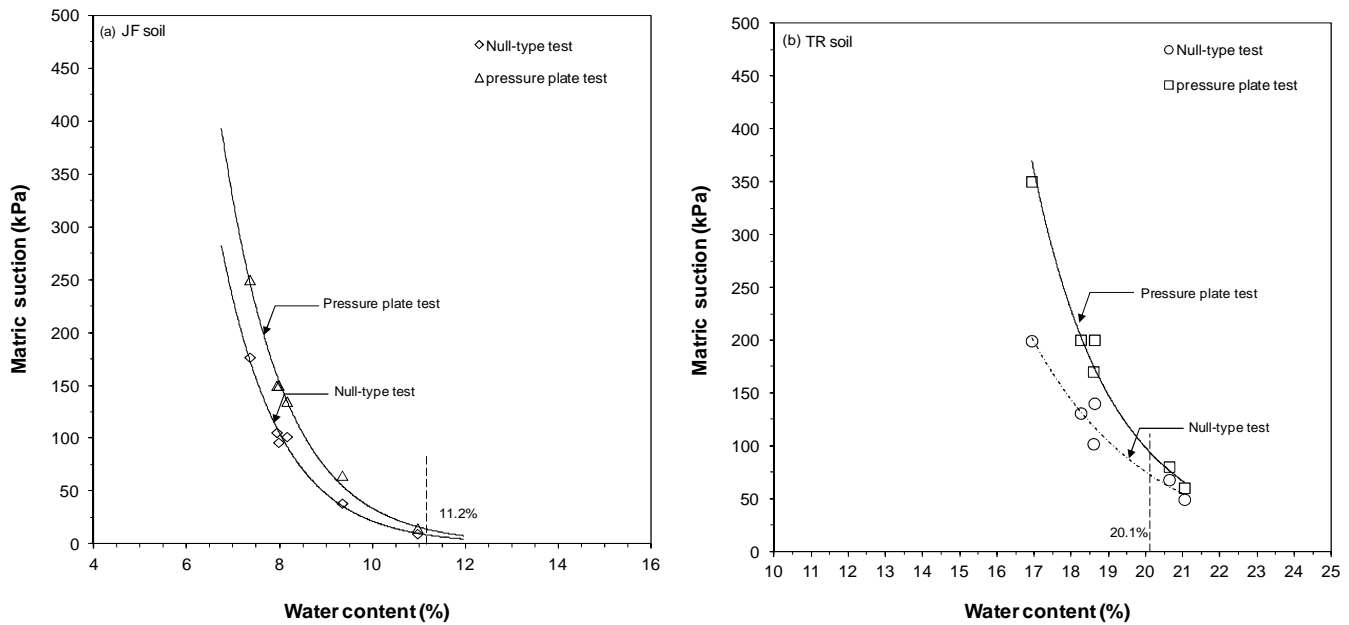 (a) JF soil
Null-type test
pressure plate test
Matric suction (kPa)
500
450
400
350
300
250
200
150
100
50
0
Pressure plate test
Null-type test
11.2%
4 6 8 10 12 14 16
Water content (%)
(b) TR soil
Null-type test
pressure plate test
Matric suction (kPa)
500
450
400
350
300
250
200
150
100
50
0
Pressure plate test
Null-type test
20.1%
10 11 12 13 14 15 16 17 18 19 20 21 22 23 24 25
Water content (%)